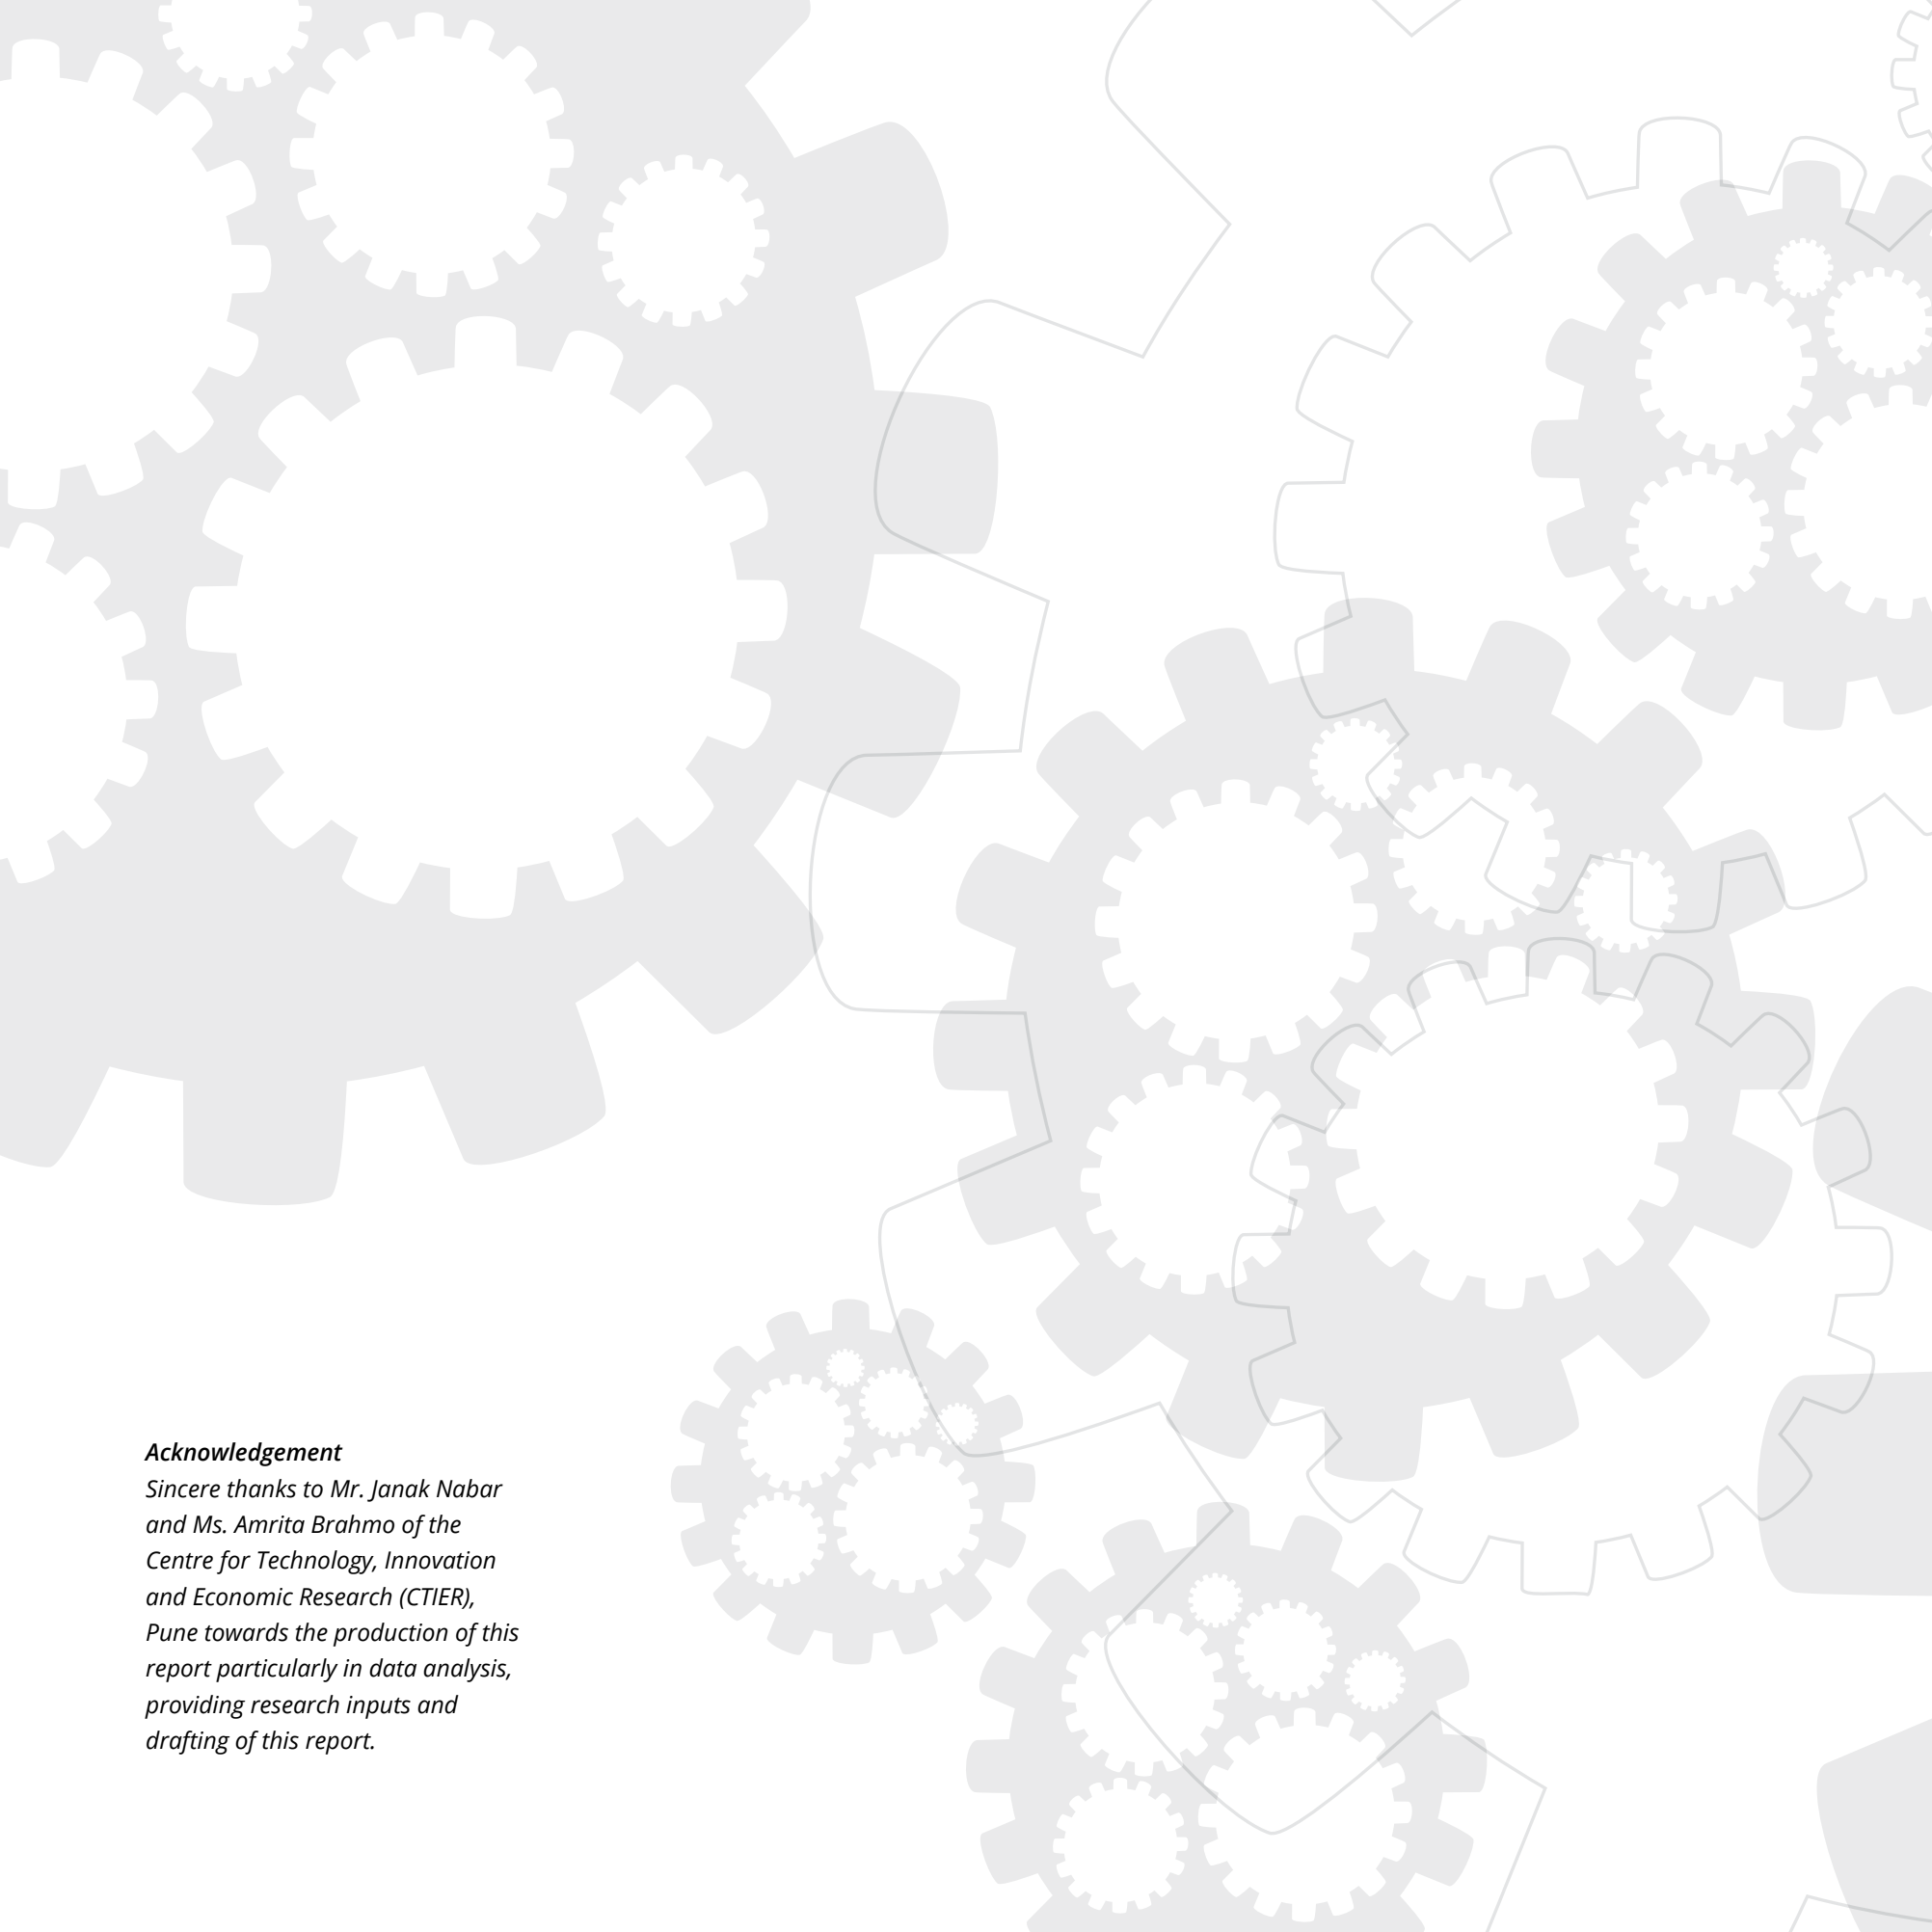 Acknowledgement
Sincere thanks to Mr. Janak Nabar
and Ms. Amrita Brahmo of the
Centre for Technology, Innovation
and Economic Research (CTIER),
Pune towards the production of this
report particularly in data analysis,
providing research inputs and
drafting of this report.